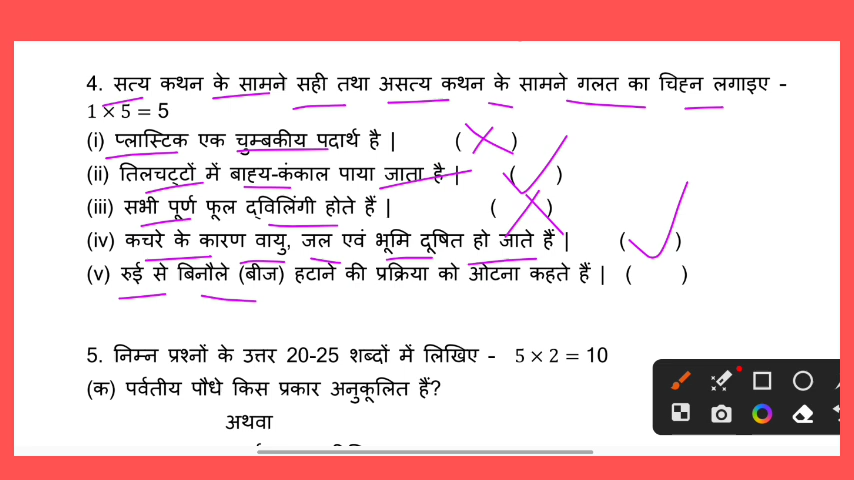 4. सत्य कथन के सामने सही तथा असत्य कथन के सामने गलत का चिह्न लगाइए -
1 × 5 = 5
(i) प्लास्टिक एक चुम्बकीय पदार्थ है | ( × )
(ii) तिलचट्टों में बाह्य-कंकाल पाया जाता है | ( ✓ )
(iii) सभी पूर्ण फूल द्विलिंगी होते हैं | ( × )
(iv) कचरे के कारण वायु, जल एवं भूमि दूषित हो जाते हैं | ( ✓ )
(v) रुई से बिनौले (बीज) हटाने की प्रक्रिया को ओटना कहते हैं | ( )
5. निम्न प्रश्नों के उत्तर 20-25 शब्दों में लिखिए - 5 × 2 = 10
(क) पर्वतीय पौधे किस प्रकार अनुकूलित हैं?
अथवा